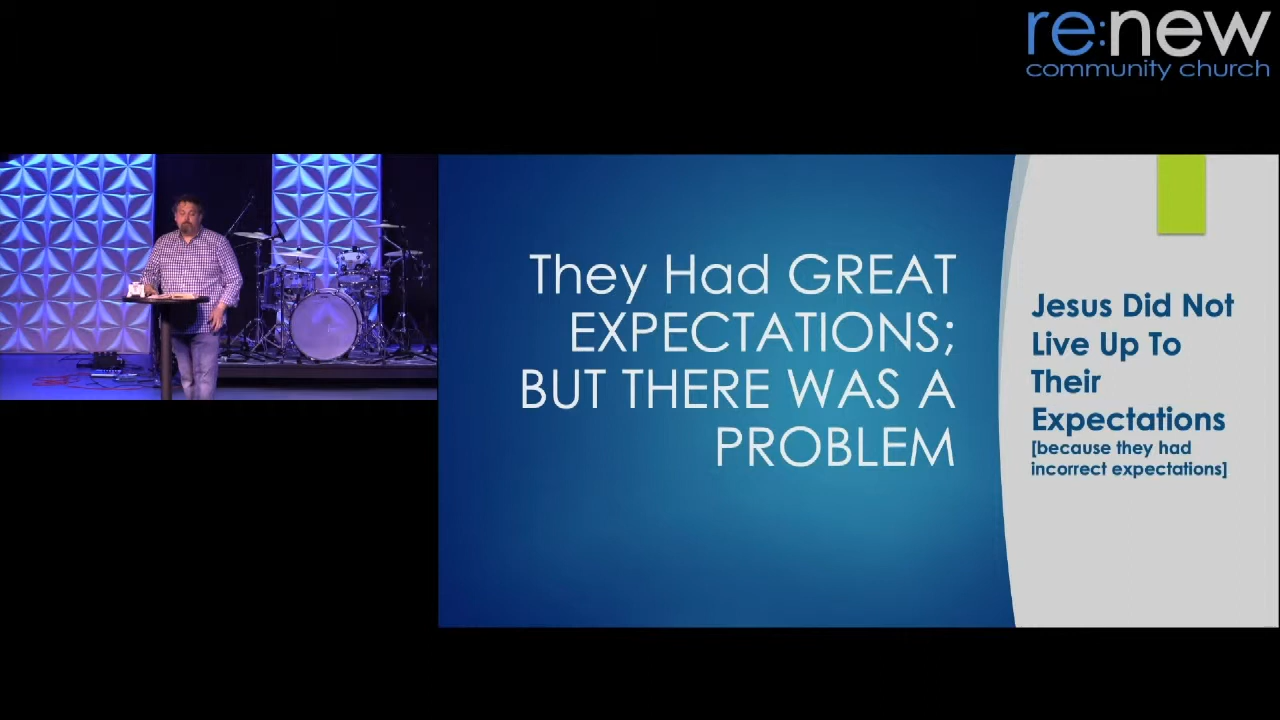 re:new
community church
They Had GREAT
EXPECTATIONS;
BUT THERE WAS A
PROBLEM
Jesus Did Not
Live Up To
Their
Expectations
[because they had
incorrect expectations]